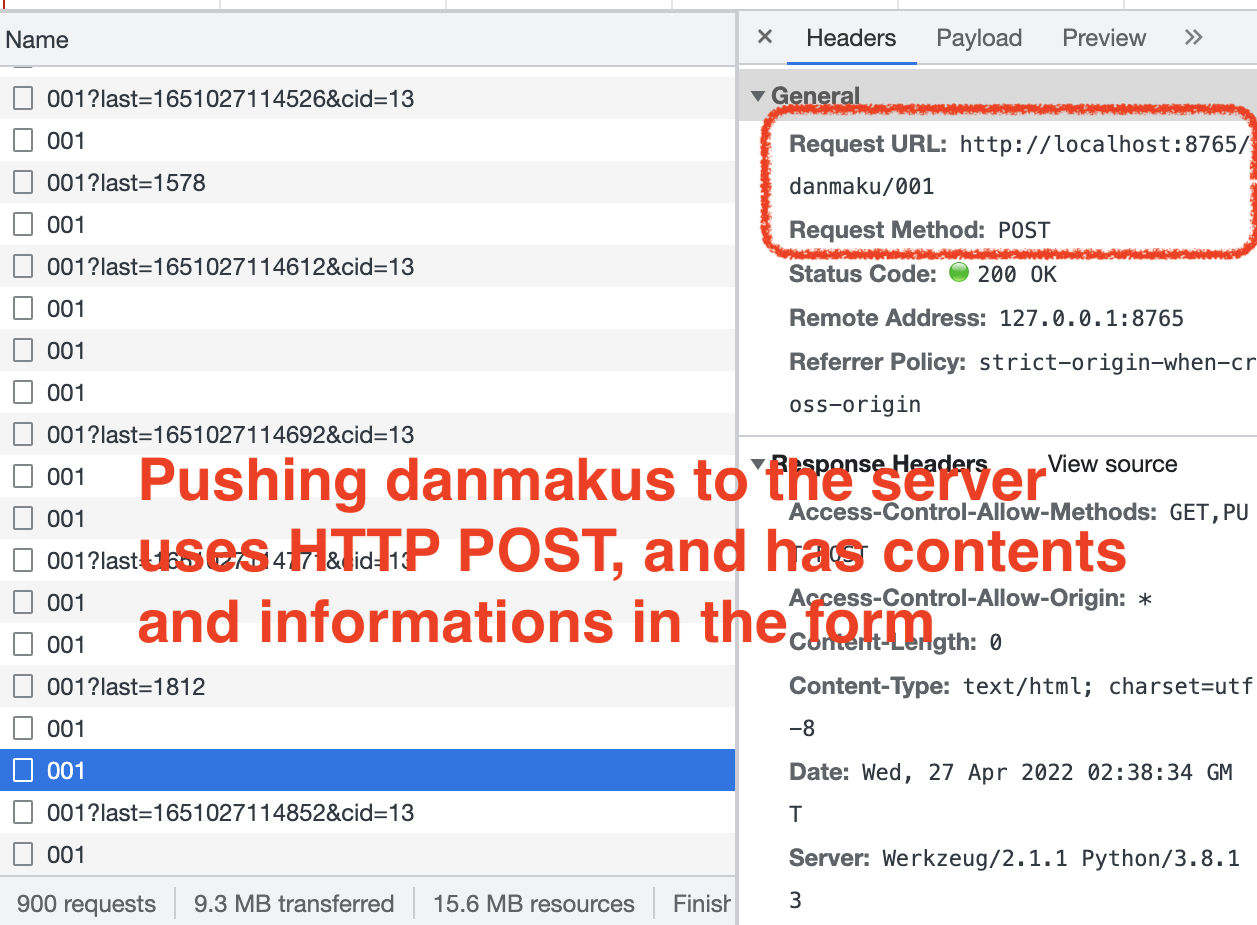 Name
001?last=1651027114526&cid=13
001
001?last=1578
001
001?last=1651027114612&cid=13
001
001
001
001?last=1651027114692&cid=13
001
001
001?last=1651027114771&cid=13
001
001
001?last=1812
001
001
001?last=1651027114852&cid=13
001
900 requests
9.3 MB transferred
15.6 MB resources
Finish
Headers Payload Preview
General
Request URL: http://localhost:8765/
danmaku/001
Request Method: POST
Status Code: 200 OK
Remote Address: 127.0.0.1:8765
Referrer Policy: strict-origin-when-cr
oss-origin
Response Headers View source
Access-Control-Allow-Methods: GET,PU
T,POST
Access-Control-Allow-Origin: *
Content-Length: 0
Content-Type: text/html; charset=utf
-8
Date: Wed, 27 Apr 2022 02:38:34 GM
T
Server: Werkzeug/2.1.1 Python/3.8.1
3
Pushing danmakus to the server
uses HTTP POST, and has contents
and informations in the form